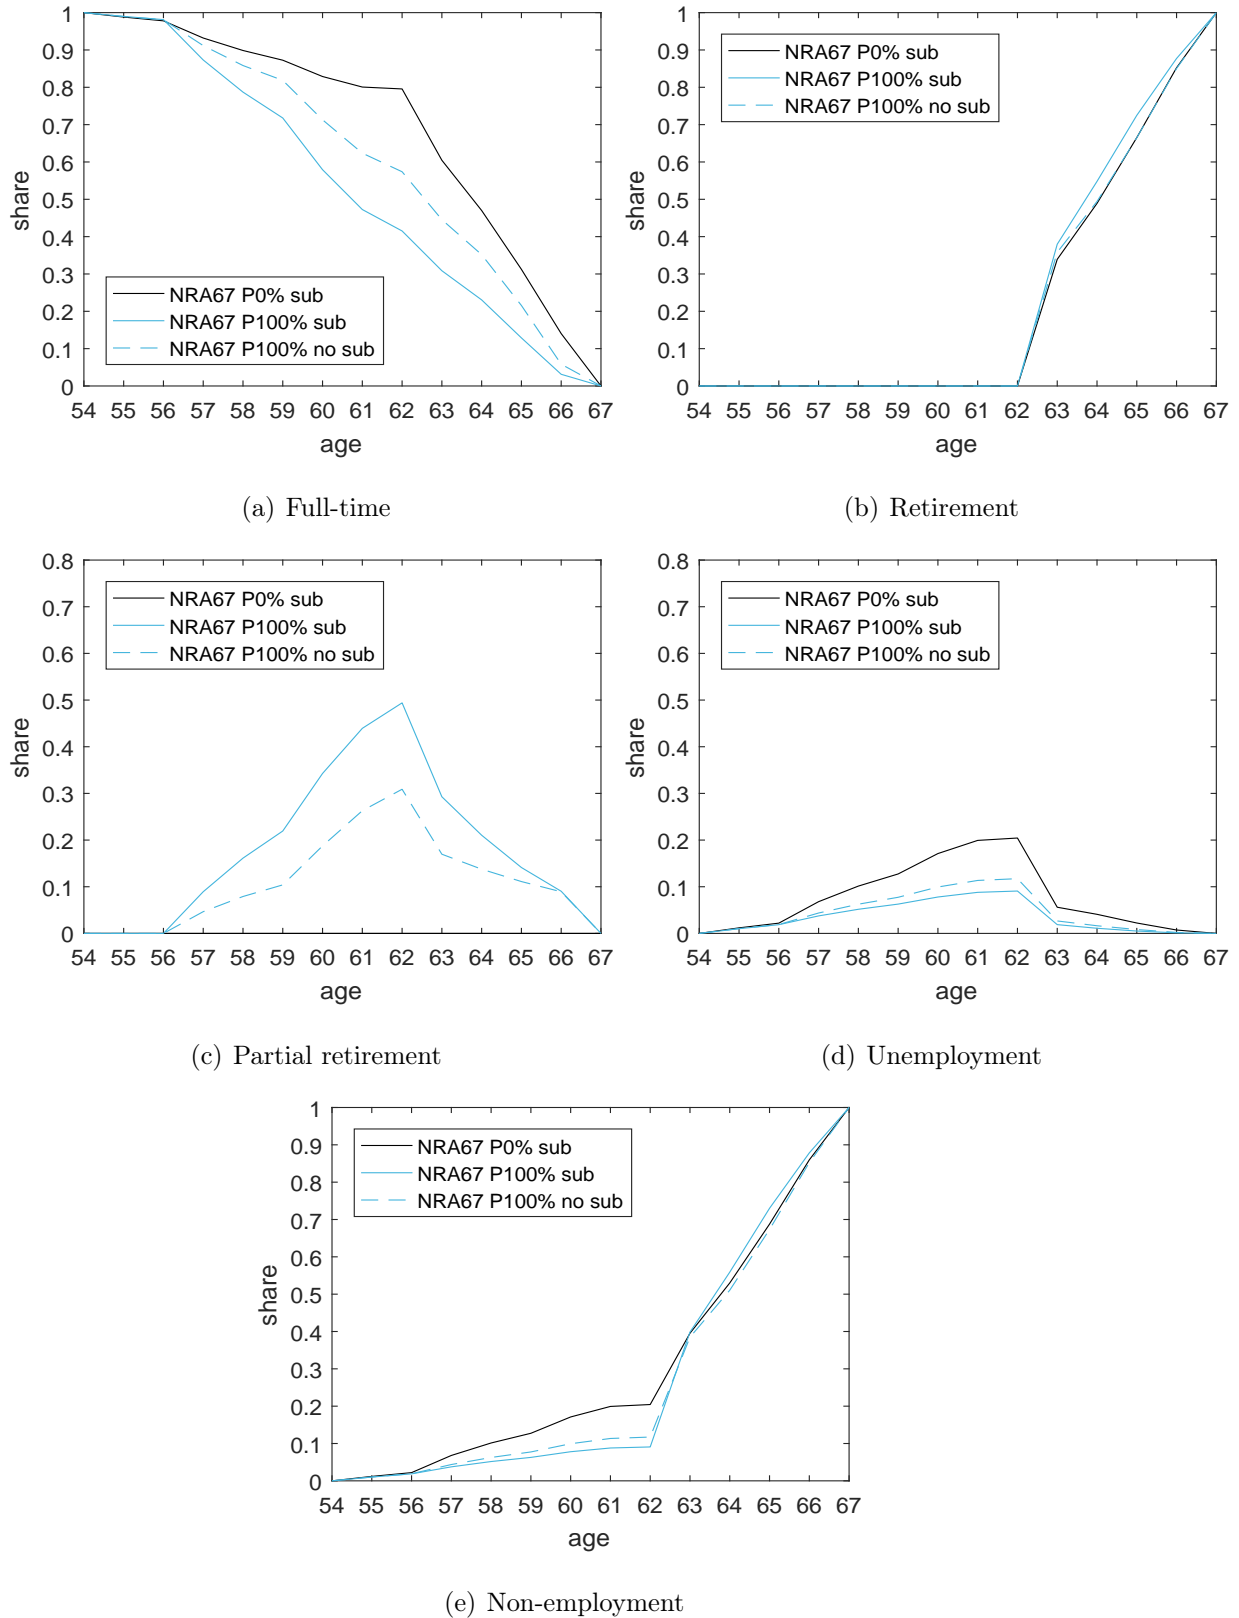 1
0.9
0.8
0.7
0.6
0.5
0.4
0.3
0.2
0.1
0
share
NRA67 P0% sub
NRA67 P100% sub
NRA67 P100% no sub
54 55 56 57 58 59 60 61 62 63 64 65 66 67
age
(a) Full-time
1
0.9
0.8
0.7
0.6
0.5
0.4
0.3
0.2
0.1
0
share
NRA67 P0% sub
NRA67 P100% sub
NRA67 P100% no sub
54 55 56 57 58 59 60 61 62 63 64 65 66 67
age
(b) Retirement
0.8
0.7
0.6
0.5
0.4
0.3
0.2
0.1
0
share
NRA67 P0% sub
NRA67 P100% sub
NRA67 P100% no sub
54 55 56 57 58 59 60 61 62 63 64 65 66 67
age
(c) Partial retirement
0.8
0.7
0.6
0.5
0.4
0.3
0.2
0.1
0
share
NRA67 P0% sub
NRA67 P100% sub
NRA67 P100% no sub
54 55 56 57 58 59 60 61 62 63 64 65 66 67
age
(d) Unemployment
1
0.9
0.8
0.7
0.6
0.5
0.4
0.3
0.2
0.1
0
share
NRA67 P0% sub
NRA67 P100% sub
NRA67 P100% no sub
54 55 56 57 58 59 60 61 62 63 64 65 66 67
age
(e) Non-employment